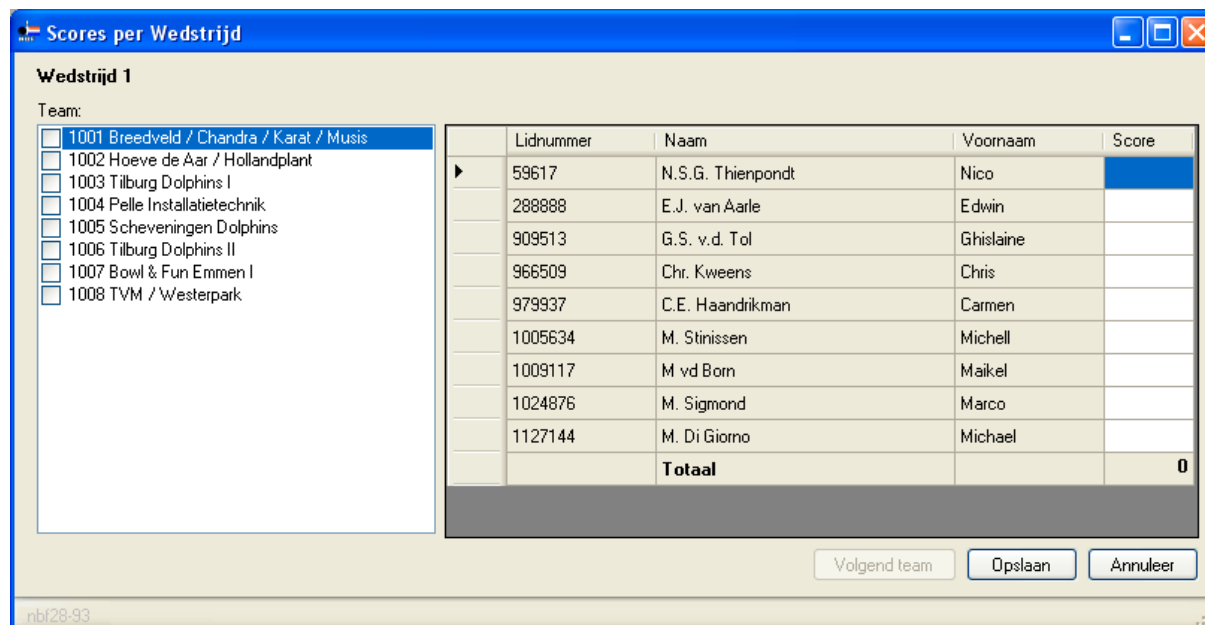 Scores per Wedstrijd
Wedstrijd 1
Team:
1001 Breedveld / Chandra / Karat / Musis
1002 Hoeve de Aar / Hollandplant
1003 Tilburg Dolphins I
1004 Pelle Installatietechnik
1005 Scheveningen Dolphins
1006 Tilburg Dolphins II
1007 Bowl & Fun Emmen I
1008 TVM / Westerpark
Lidnummer Naam Voornaam Score
59617 N.S.G. Thienpondt Nico
288888 E.J. van Aarle Edwin
909513 G.S. v.d. Tol Ghislaine
966509 Chr. Kweens Chris
979937 C.E. Haandrikman Carmen
1005634 M. Stinissen Michell
1009117 M vd Born Maikel
1024876 M. Sigmond Marco
1127144 M. Di Giorno Michael
Totaal 0
Volgend team Opslaan Annuleer
nbf28-93